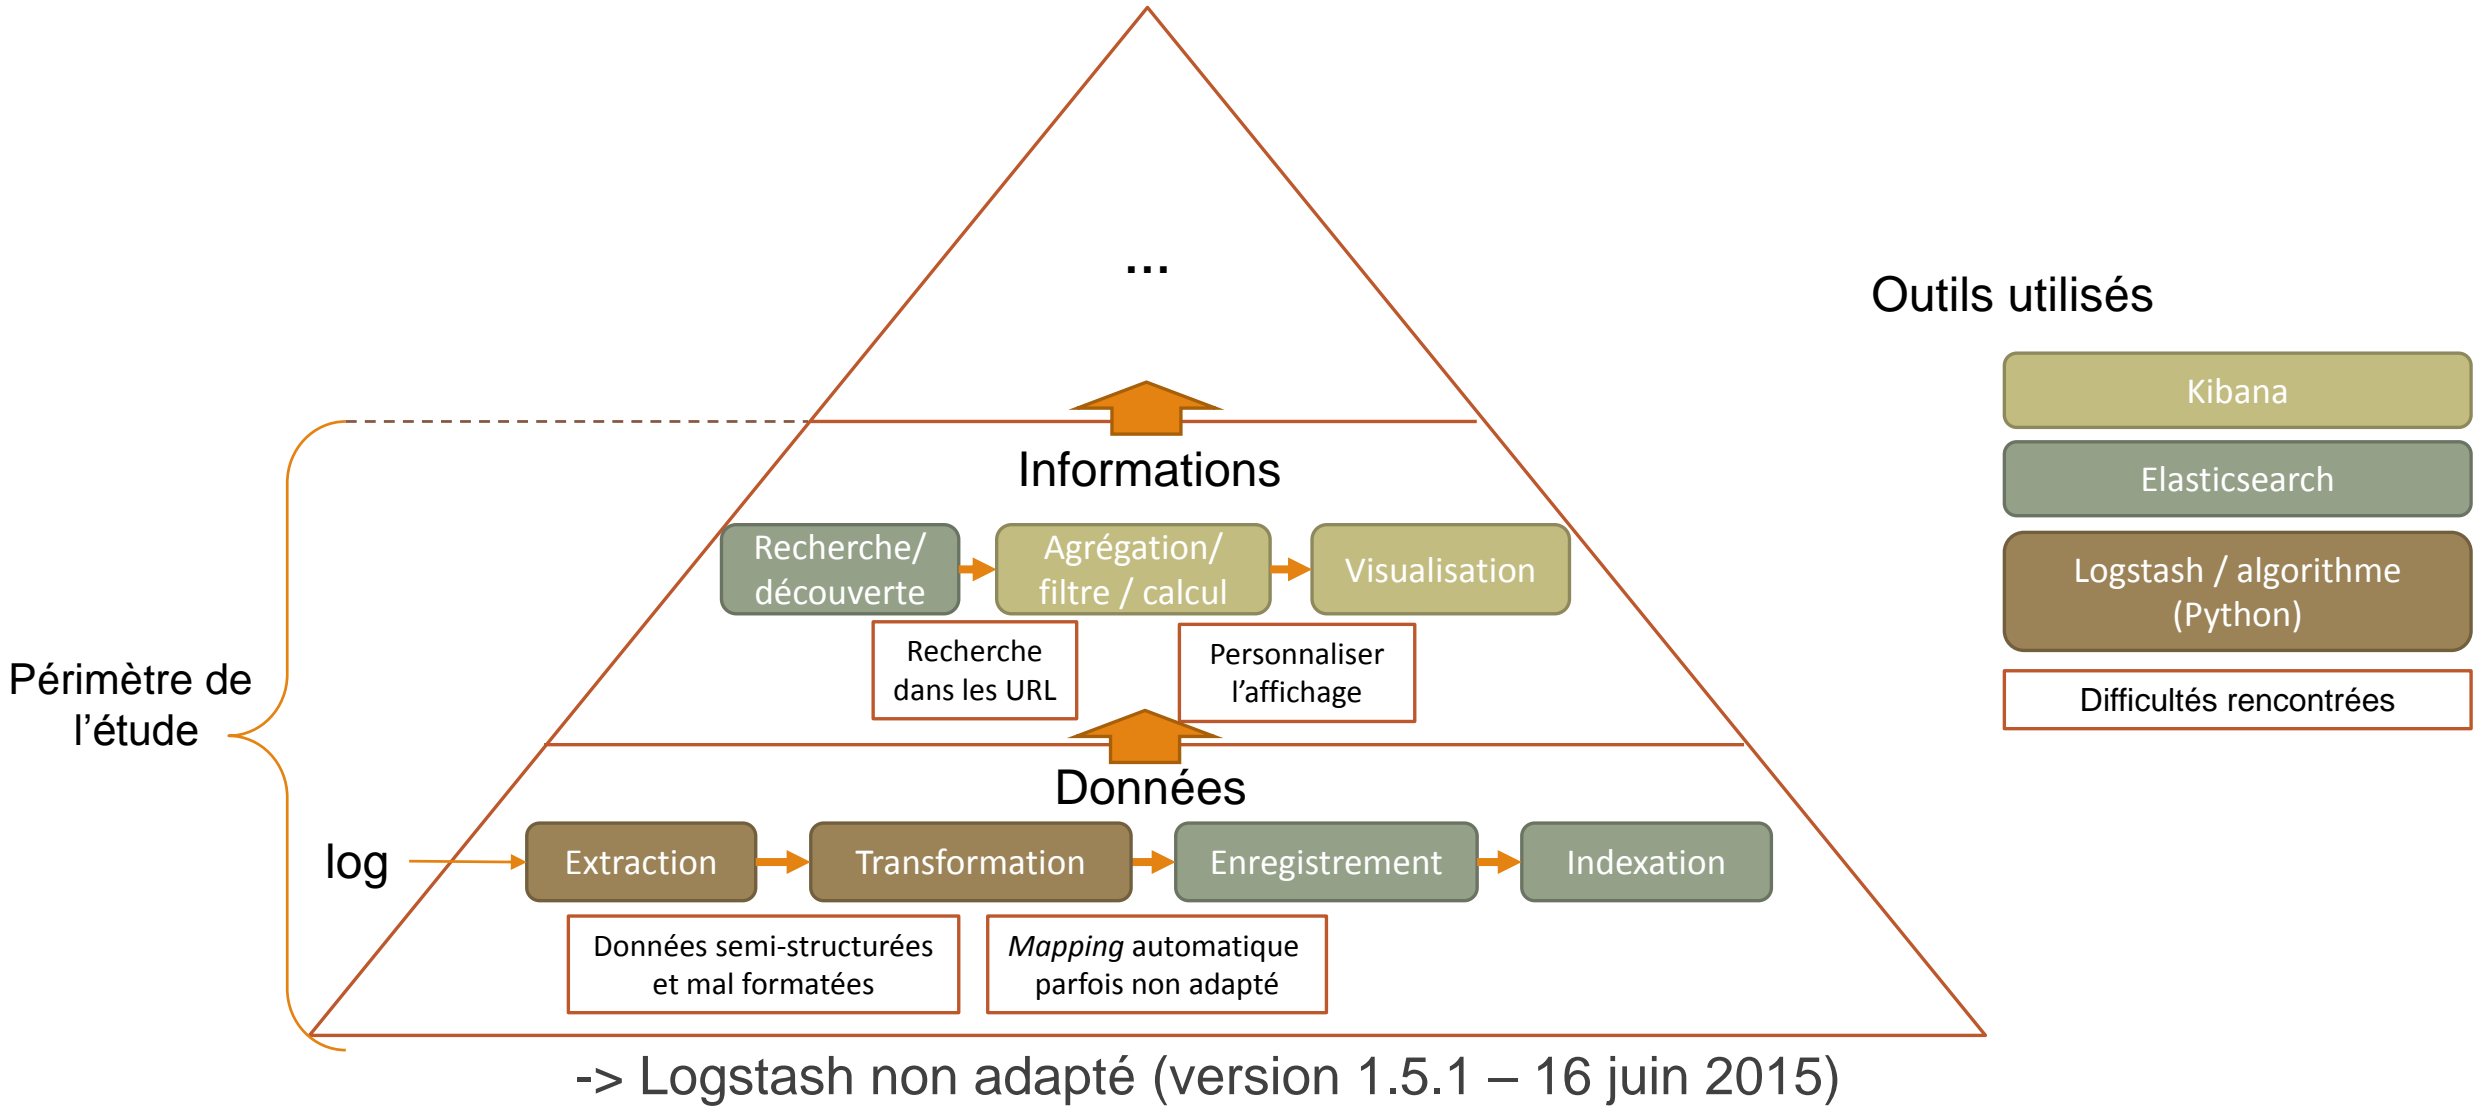 ...
Informations
Recherche/
découverte
Agrégation/
filtre / calcul
Visualisation
Recherche
dans les URL
Personnaliser
l’affichage
Périmètre de
l’étude
Données
log
Extraction
Transformation
Enregistrement
Indexation
Données semi-structurées
et mal formatées
Mapping automatique
parfois non adapté
Outils utilisés
Kibana
Elasticsearch
Logstash / algorithme
(Python)
Difficultés rencontrées
-> Logstash non adapté (version 1.5.1 – 16 juin 2015)